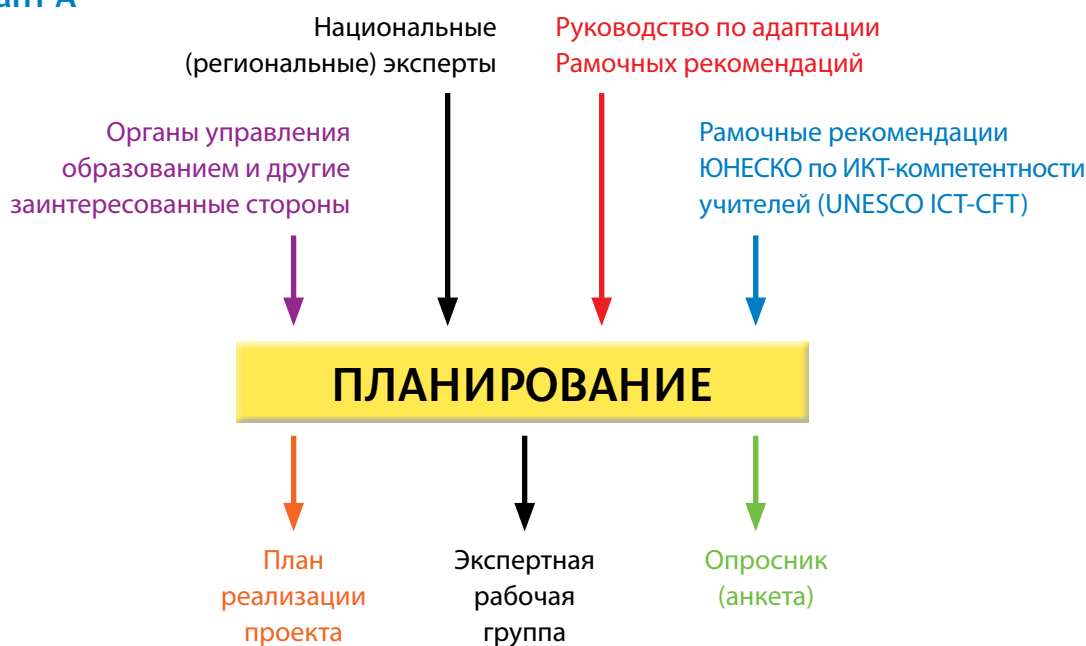 Национальные
(региональные) эксперты
Руководство по адаптации
Рамочных рекомендаций
Органы управления
образованием и другие
заинтересованные стороны
Рамочные рекомендации
ЮНЕСКО по ИКТ-компетентности
учителей (UNESCO ICT-CFT)
ПЛАНИРОВАНИЕ
План
реализации
проекта
Экспертная
рабочая
группа
Опросник
(анкета)